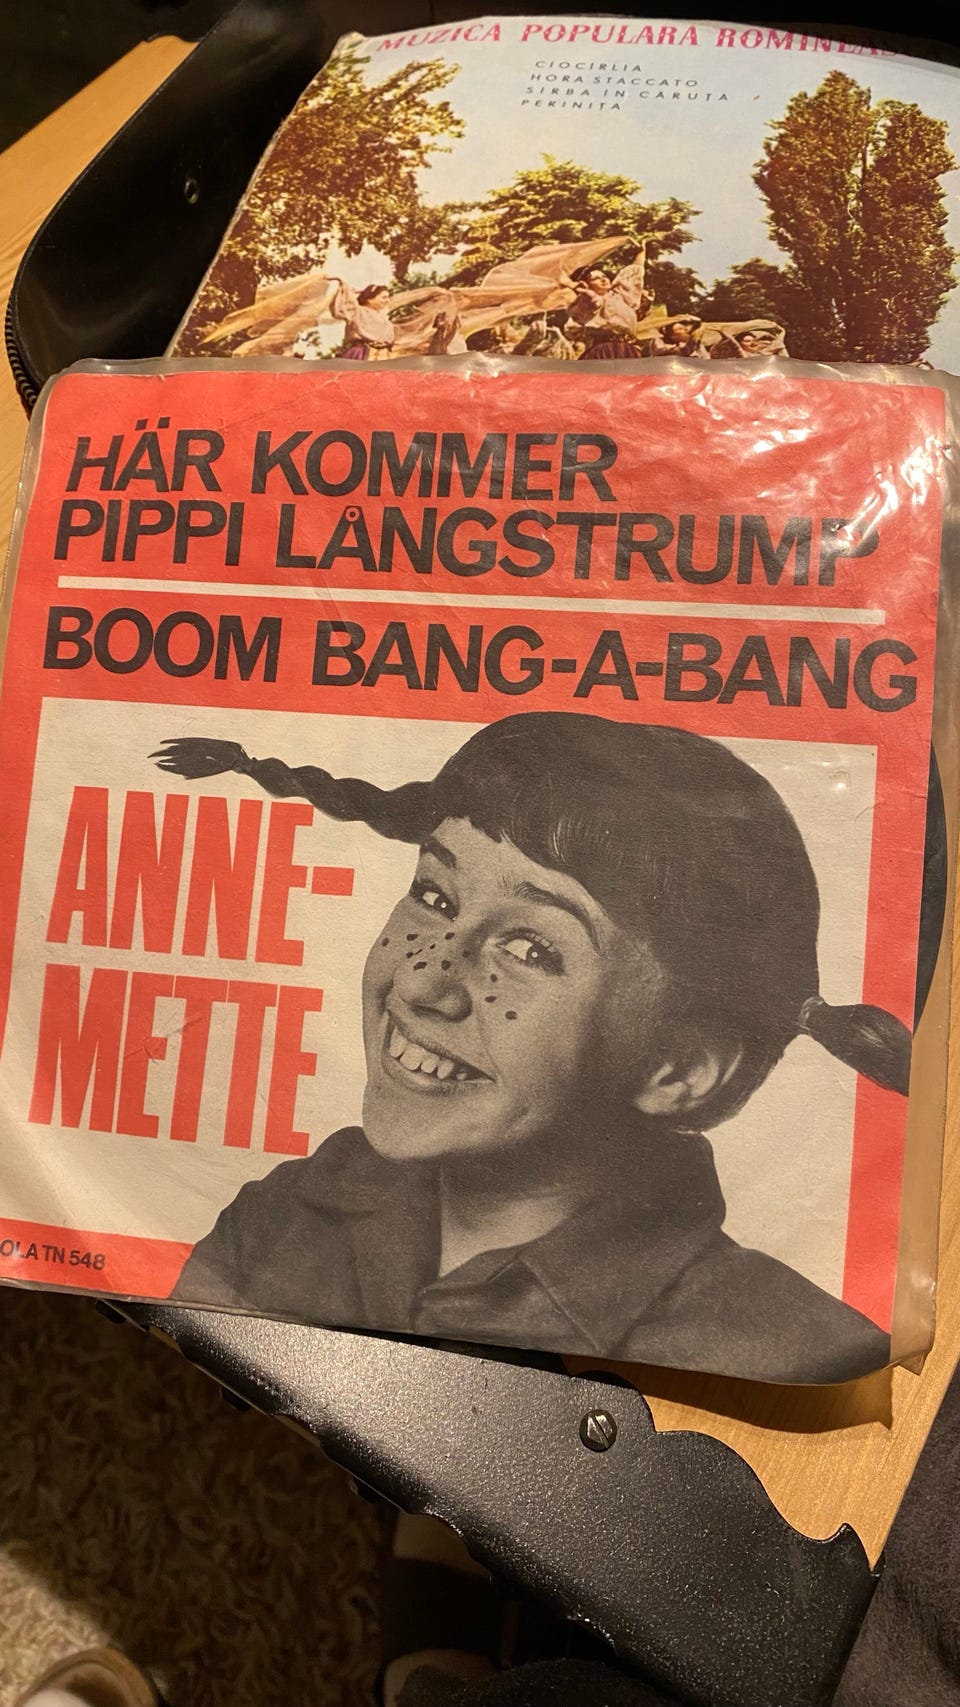 MUZICA POPULARA ROMINEASCA
CIOCIRLIA
HORA STACCATO
SIRBA IN CARUȚA
PERINIȚA
HÄR KOMMER
PIPPI LÅNGSTRUMP
BOOM BANG-A-BANG
ANNE-
METTE
OLA TN 548